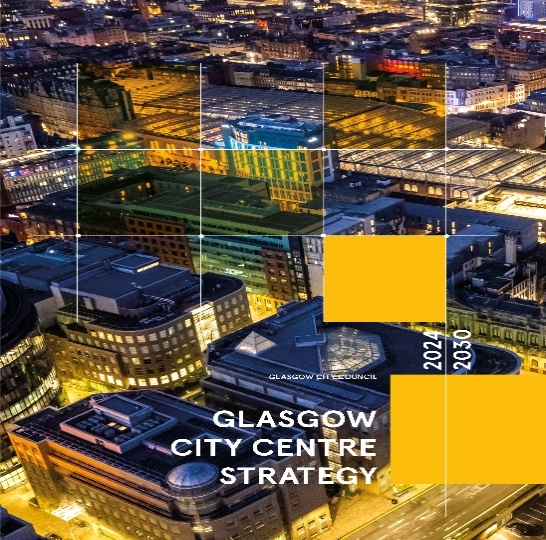 2024
2030
GLASGOW CITY COUNCIL
GLASGOW
CITY CENTRE
STRATEGY